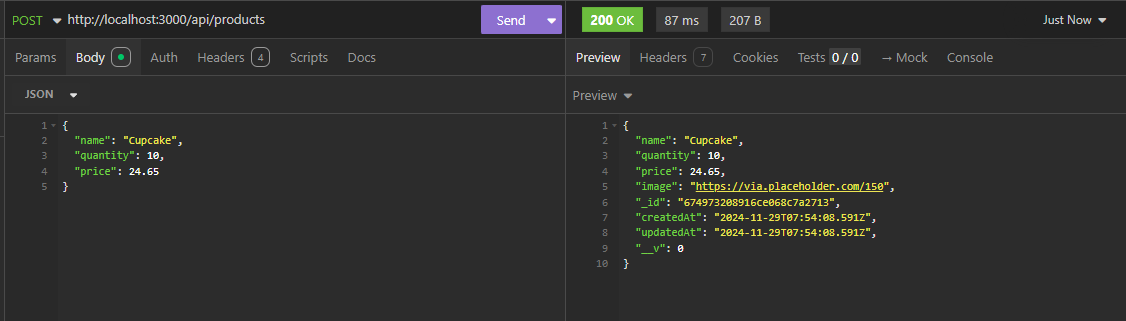 POST http://localhost:3000/api/products Send
Params Body Auth Headers 4 Scripts Docs
JSON
1 {
2 "name": "Cupcake",
3 "quantity": 10,
4 "price": 24.65
5 }
200 OK 87 ms 207 B Just Now
Preview Headers 7 Cookies Tests 0 / 0 → Mock Console
Preview
1 {
2 "name": "Cupcake",
3 "quantity": 10,
4 "price": 24.65,
5 "image": "https://via.placeholder.com/150",
6 "_id": "674973208916ce068c7a2713",
7 "createdAt": "2024-11-29T07:54:08.591Z",
8 "updatedAt": "2024-11-29T07:54:08.591Z",
9 "__v": 0
10 }